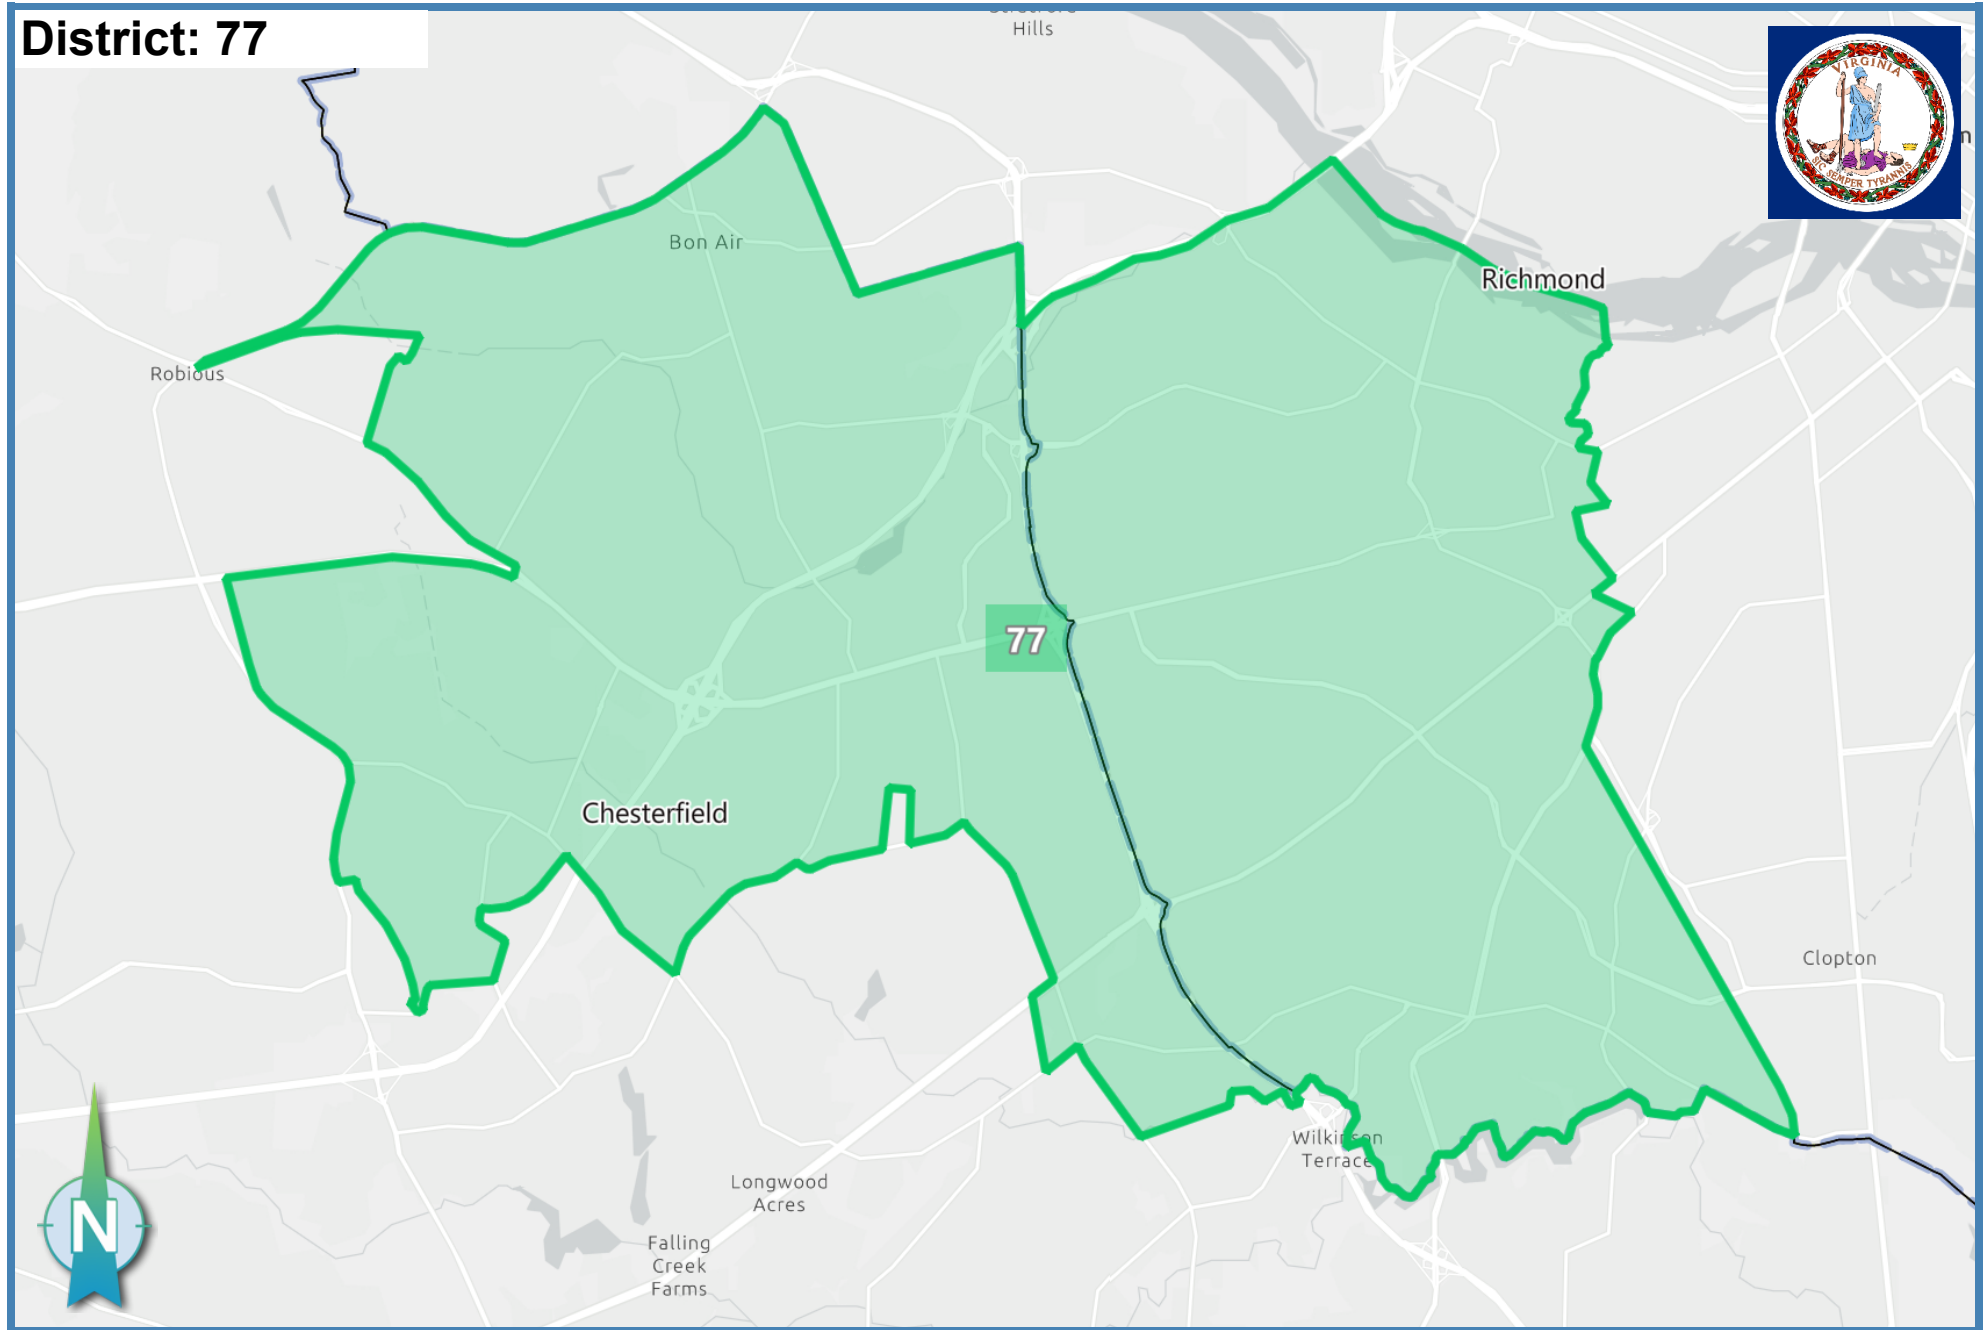 District: 77
Hills
VIRGINIA
SIC SEMPER TYRANNIS
Bon Air
Richmond
Robious
77
Chesterfield
Clopton
Wilkinson
Terrace
Longwood
Acres
Falling
Creek
Farms
N